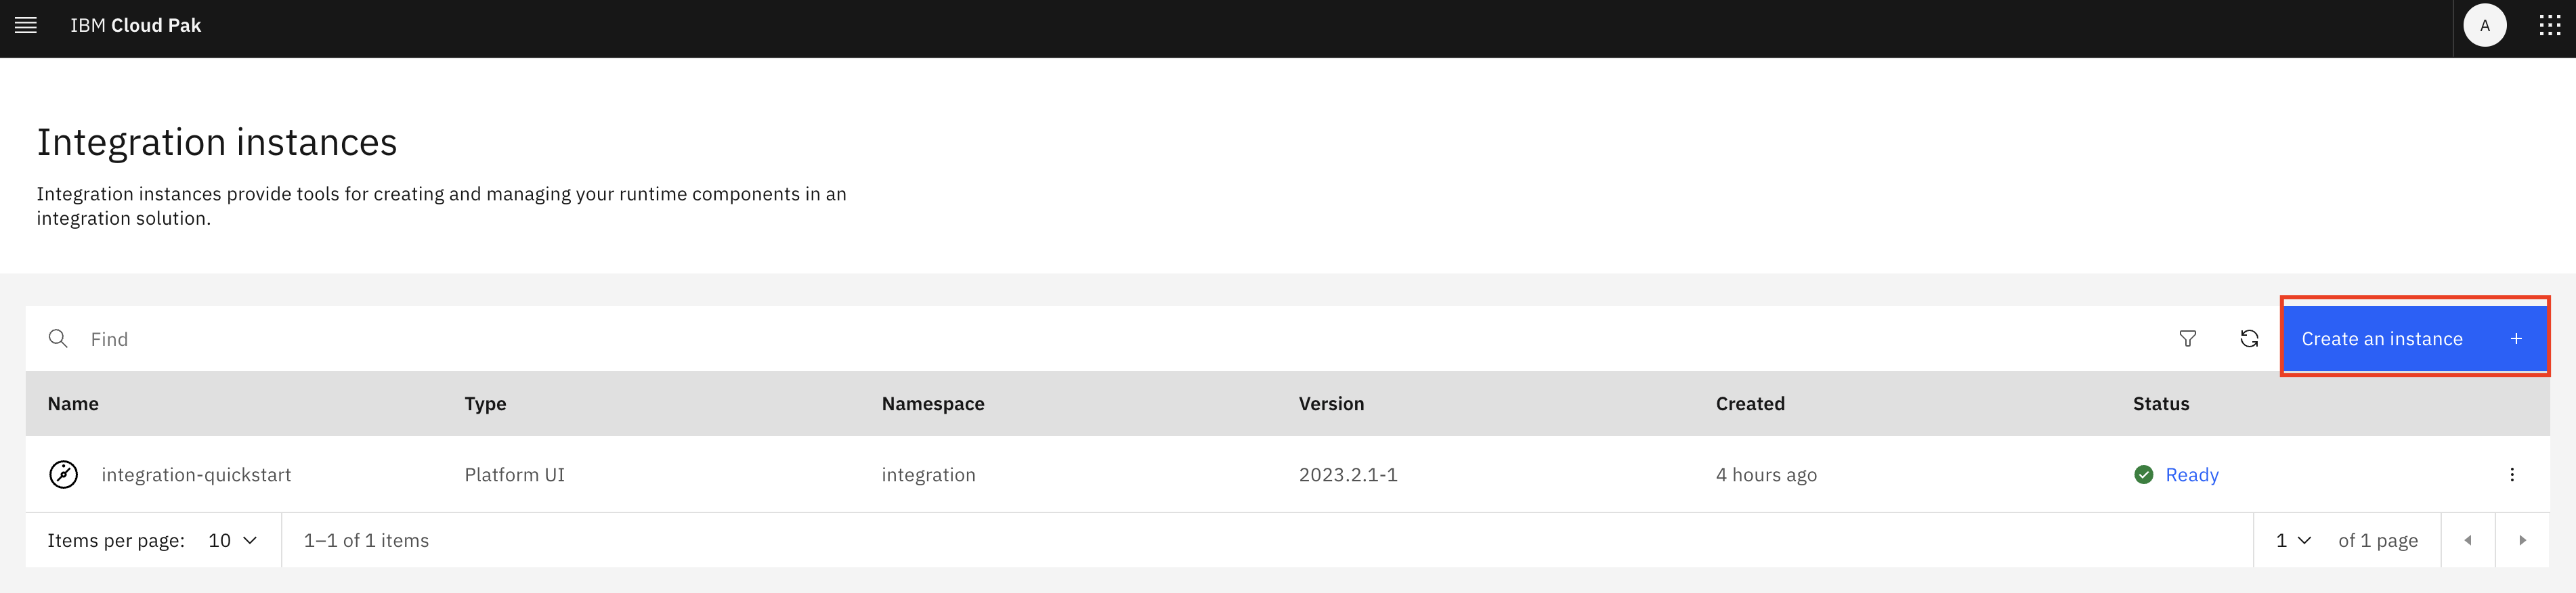 IBM Cloud Pak
A
Integration instances
Integration instances provide tools for creating and managing your runtime components in an
integration solution.
Find
Create an instance +
Name Type Namespace Version Created Status
integration-quickstart Platform UI integration 2023.2.1-1 4 hours ago Ready
Items per page: 10 1–1 of 1 items 1 of 1 page